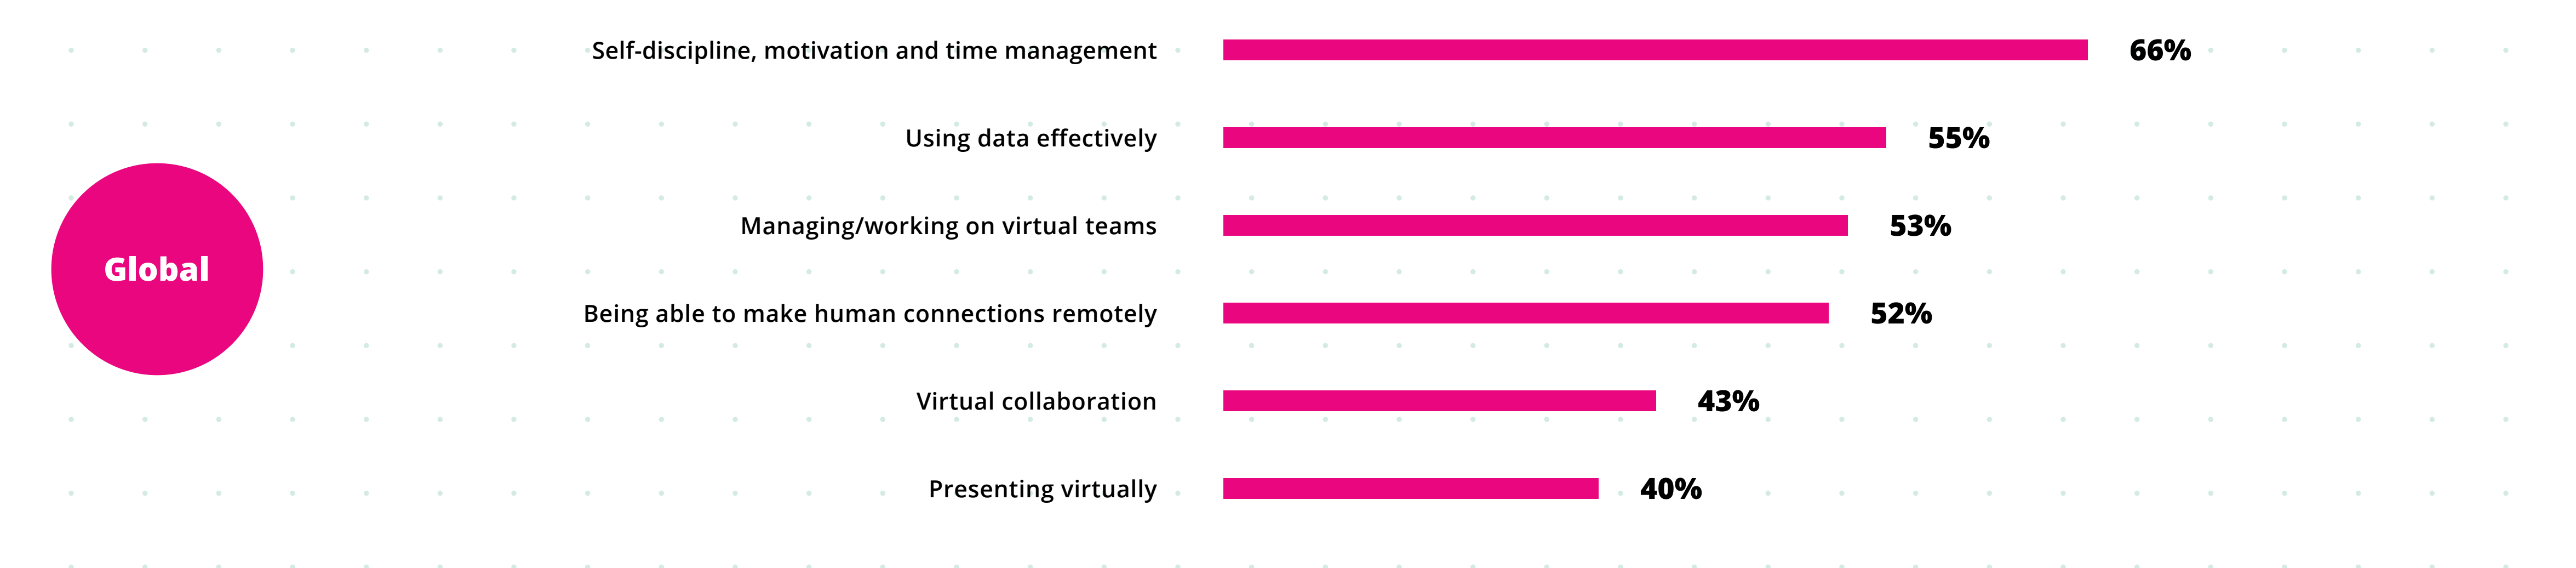 Global
Self-discipline, motivation and time management 66%
Using data effectively 55%
Managing/working on virtual teams 53%
Being able to make human connections remotely 52%
Virtual collaboration 43%
Presenting virtually 40%